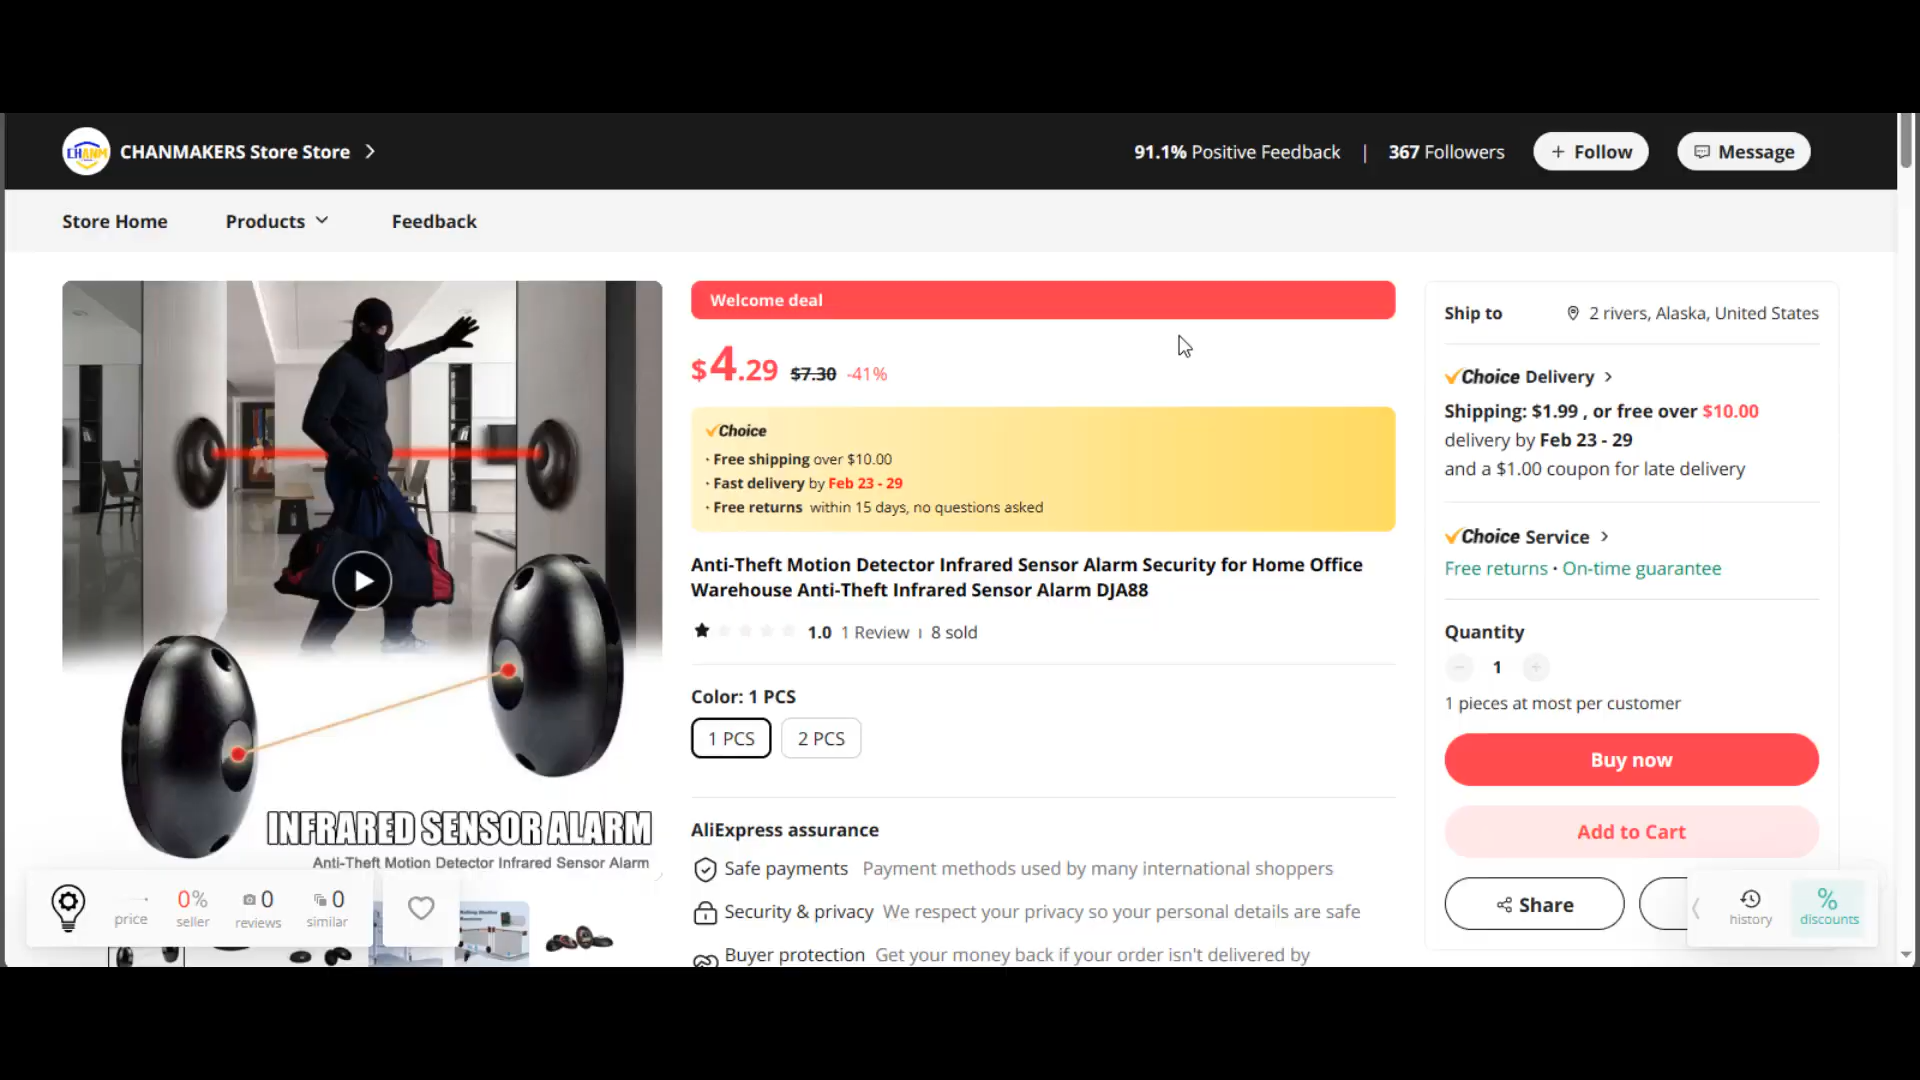 CHANM
CHANMAKERS Store Store
91.1% Positive Feedback | 367 Followers
+ Follow
Message
Store Home
Products
Feedback
INFRARED SENSOR ALARM
Anti-Theft Motion Detector Infrared Sensor Alarm
price
0%
seller
0
reviews
0
similar
Welcome deal
$4.29 $7.30 -41%
Choice
· Free shipping over $10.00
· Fast delivery by Feb 23 - 29
· Free returns within 15 days, no questions asked
Anti-Theft Motion Detector Infrared Sensor Alarm Security for Home Office
Warehouse Anti-Theft Infrared Sensor Alarm DJA88
1.0 1 Review | 8 sold
Color: 1 PCS
1 PCS
2 PCS
AliExpress assurance
Safe payments Payment methods used by many international shoppers
Security & privacy We respect your privacy so your personal details are safe
Buyer protection Get your money back if your order isn't delivered by
Ship to
2 rivers, Alaska, United States
Choice Delivery
Shipping: $1.99 , or free over $10.00
delivery by Feb 23 - 29
and a $1.00 coupon for late delivery
Choice Service
Free returns · On-time guarantee
Quantity
− 1 +
1 pieces at most per customer
Buy now
Add to Cart
Share
history
%
discounts